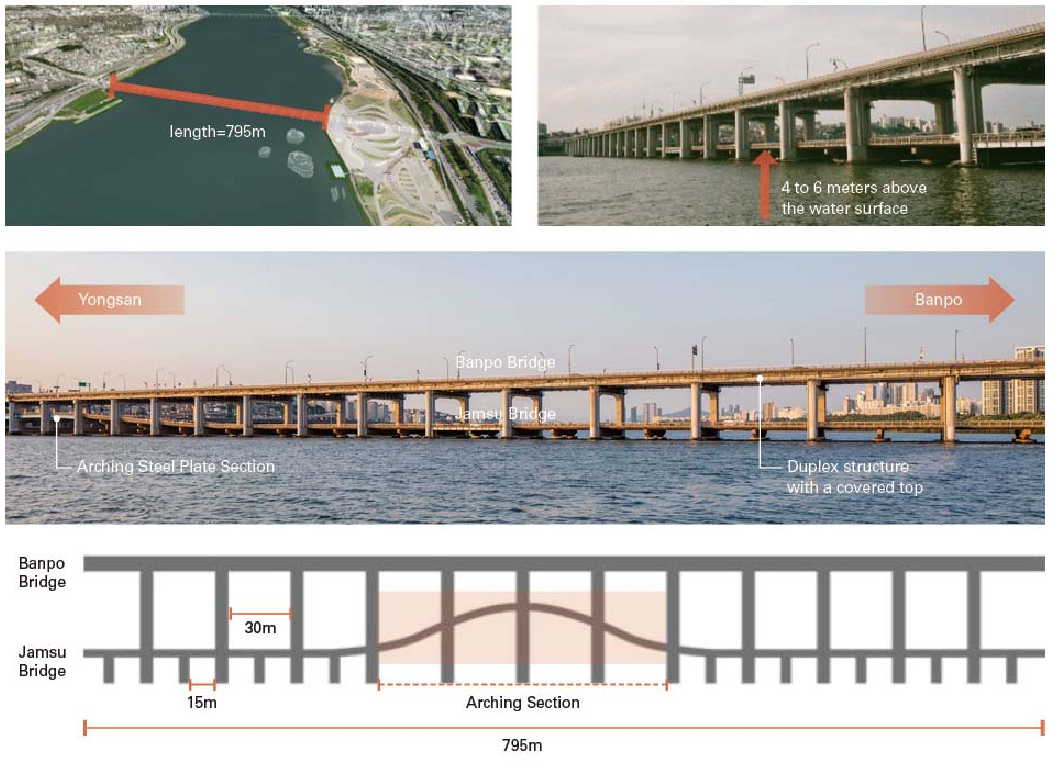 length=795m
4 to 6 meters above
the water surface
Yongsan
Banpo
Banpo Bridge
Jamsu Bridge
Arching Steel Plate Section
Duplex structure
with a covered top
Banpo
Bridge
30m
Jamsu
Bridge
15m
Arching Section
795m